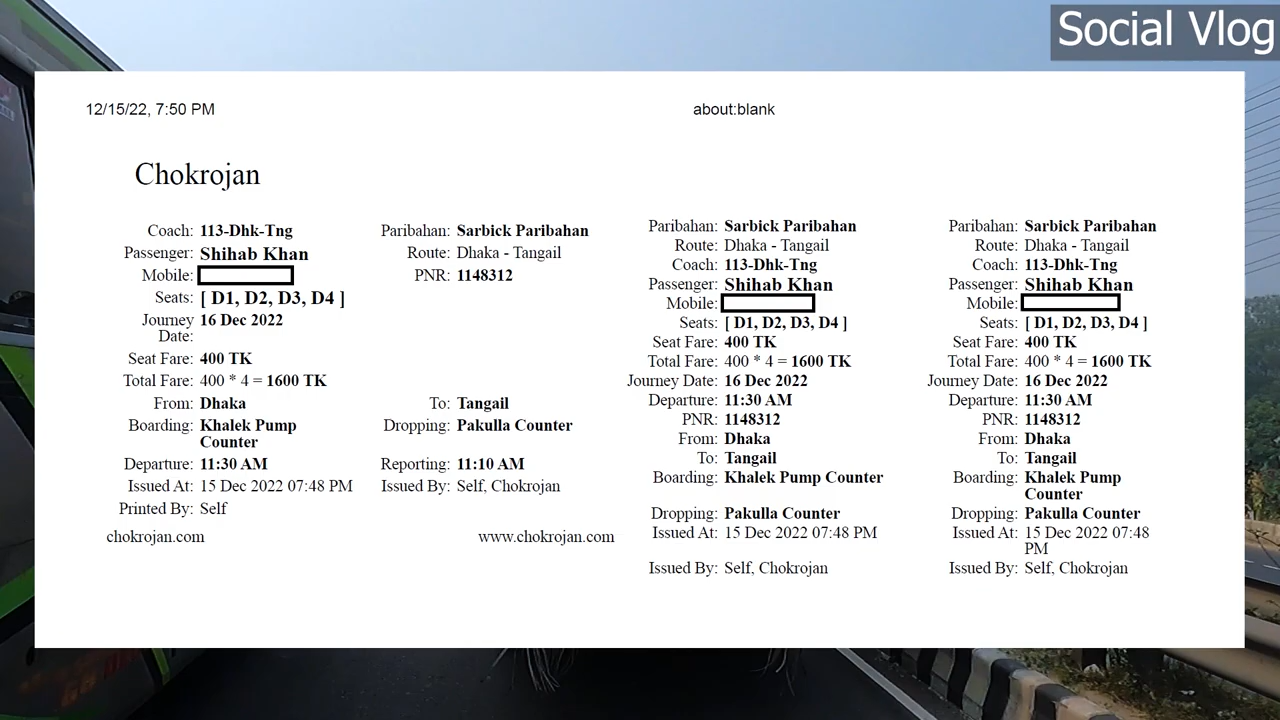 Social Vlog
12/15/22, 7:50 PM
about:blank
Chokrojan
Coach: 113-Dhk-Tng
Passenger: Shihab Khan
Mobile:
Seats: [ D1, D2, D3, D4 ]
Journey
Date: 16 Dec 2022
Seat Fare: 400 TK
Total Fare: 400 * 4 = 1600 TK
From: Dhaka
Boarding: Khalek Pump
Counter
Departure: 11:30 AM
Issued At: 15 Dec 2022 07:48 PM
Printed By: Self
chokrojan.com
Paribahan: Sarbick Paribahan
Route: Dhaka - Tangail
PNR: 1148312
To: Tangail
Dropping: Pakulla Counter
Reporting: 11:10 AM
Issued By: Self, Chokrojan
www.chokrojan.com
Paribahan: Sarbick Paribahan
Route: Dhaka - Tangail
Coach: 113-Dhk-Tng
Passenger: Shihab Khan
Mobile:
Seats: [ D1, D2, D3, D4 ]
Seat Fare: 400 TK
Total Fare: 400 * 4 = 1600 TK
Journey Date: 16 Dec 2022
Departure: 11:30 AM
PNR: 1148312
From: Dhaka
To: Tangail
Boarding: Khalek Pump Counter
Dropping: Pakulla Counter
Issued At: 15 Dec 2022 07:48 PM
Issued By: Self, Chokrojan
Paribahan: Sarbick Paribahan
Route: Dhaka - Tangail
Coach: 113-Dhk-Tng
Passenger: Shihab Khan
Mobile:
Seats: [ D1, D2, D3, D4 ]
Seat Fare: 400 TK
Total Fare: 400 * 4 = 1600 TK
Journey Date: 16 Dec 2022
Departure: 11:30 AM
PNR: 1148312
From: Dhaka
To: Tangail
Boarding: Khalek Pump
Counter
Dropping: Pakulla Counter
Issued At: 15 Dec 2022 07:48
PM
Issued By: Self, Chokrojan